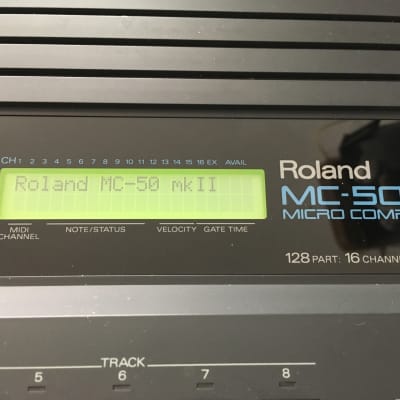 CH 1 2 3 4 5 6 7 8 9 10 11 12 13 14 15 16 EX AVAIL
Roland MC-50 mkII
MIDI CHANNEL NOTE/STATUS VELOCITY GATE TIME
Roland
MC-50
MICRO COMP
128 PART: 16 CHANN
TRACK
5 6 7 8